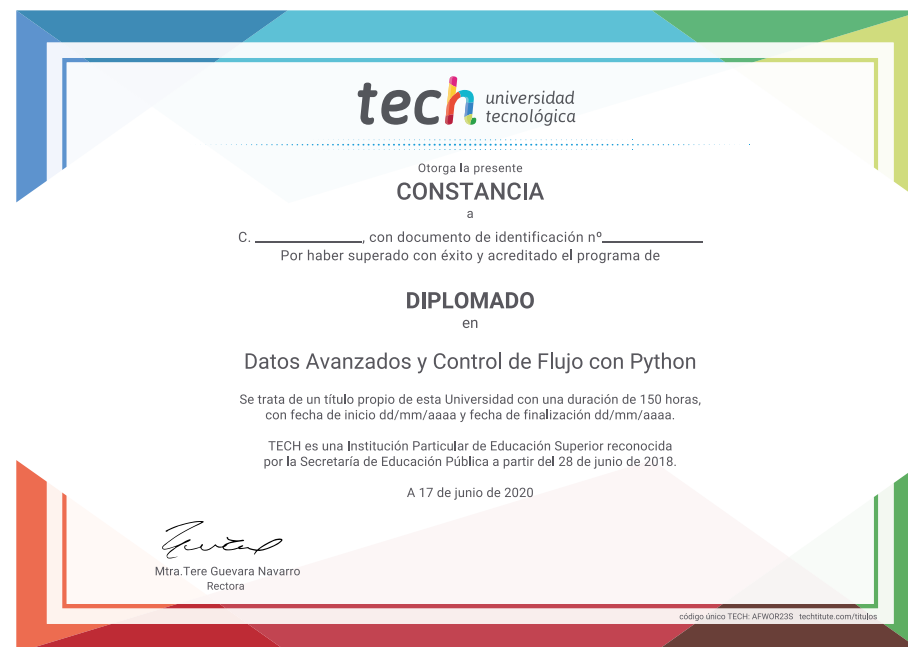 tech universidad
tecnológica
Otorga la presente
CONSTANCIA
a
C. ____________, con documento de identificación nº____________
Por haber superado con éxito y acreditado el programa de
DIPLOMADO
en
Datos Avanzados y Control de Flujo con Python
Se trata de un título propio de esta Universidad con una duración de 150 horas,
con fecha de inicio dd/mm/aaaa y fecha de finalización dd/mm/aaaa.
TECH es una Institución Particular de Educación Superior reconocida
por la Secretaría de Educación Pública a partir del 28 de junio de 2018.
A 17 de junio de 2020
Mtra.Tere Guevara Navarro
Rectora
código único TECH: AFWOR23S techtitute.com/titulos